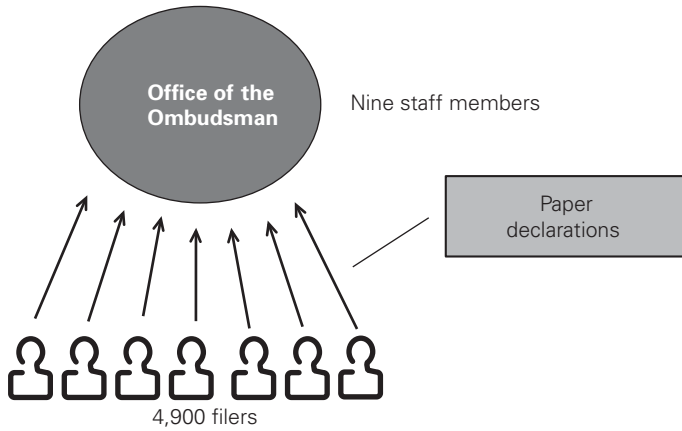 Office of the
Ombudsman
Nine staff members
Paper
declarations
4,900 filers